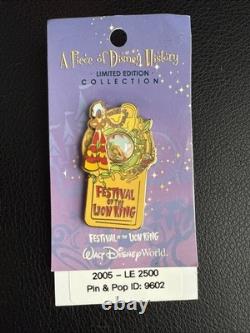 A Piece of Disney History
LIMITED EDITION
COLLECTION
FESTIVAL
OF THE
LION KING
FESTIVAL OF THE LION KING
WALT DISNEY World.
2005 – LE 2500
Pin & Pop ID: 9602
worthpoint